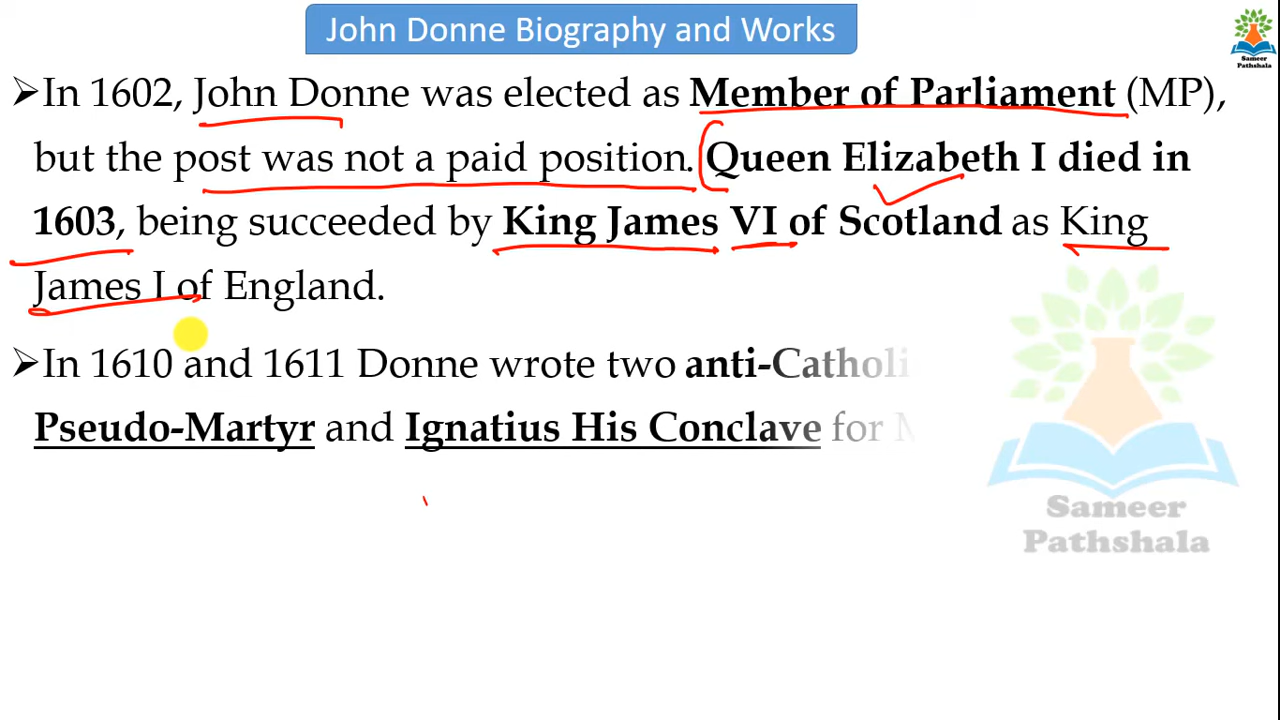 John Donne Biography and Works
Sameer
Pathshala
➢In 1602, John Donne was elected as Member of Parliament (MP),
but the post was not a paid position. Queen Elizabeth I died in
1603, being succeeded by King James VI of Scotland as King
James I of England.
➢In 1610 and 1611 Donne wrote two anti-Catholi
Pseudo-Martyr and Ignatius His Conclave for
Sameer
Pathshala